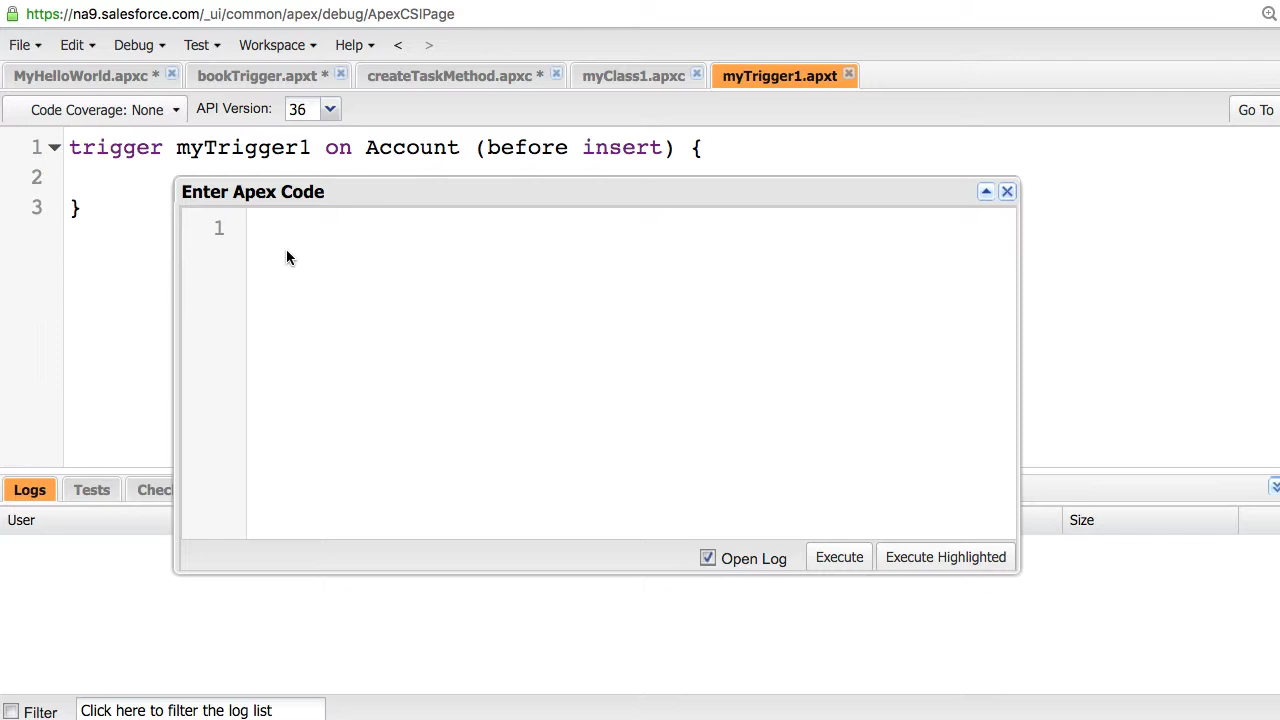 https://na9.salesforce.com/_ui/common/apex/debug/ApexCSIPage
File Edit Debug Test Workspace Help < >
MyHelloWorld.apxc * bookTrigger.apxt * createTaskMethod.apxc * myClass1.apxc myTrigger1.apxt
Code Coverage: None API Version: 36 Go To
1 trigger myTrigger1 on Account (before insert) {
2
3 }
Enter Apex Code
1
Open Log Execute Execute Highlighted
Logs Tests Chec
User Size
Filter Click here to filter the log list